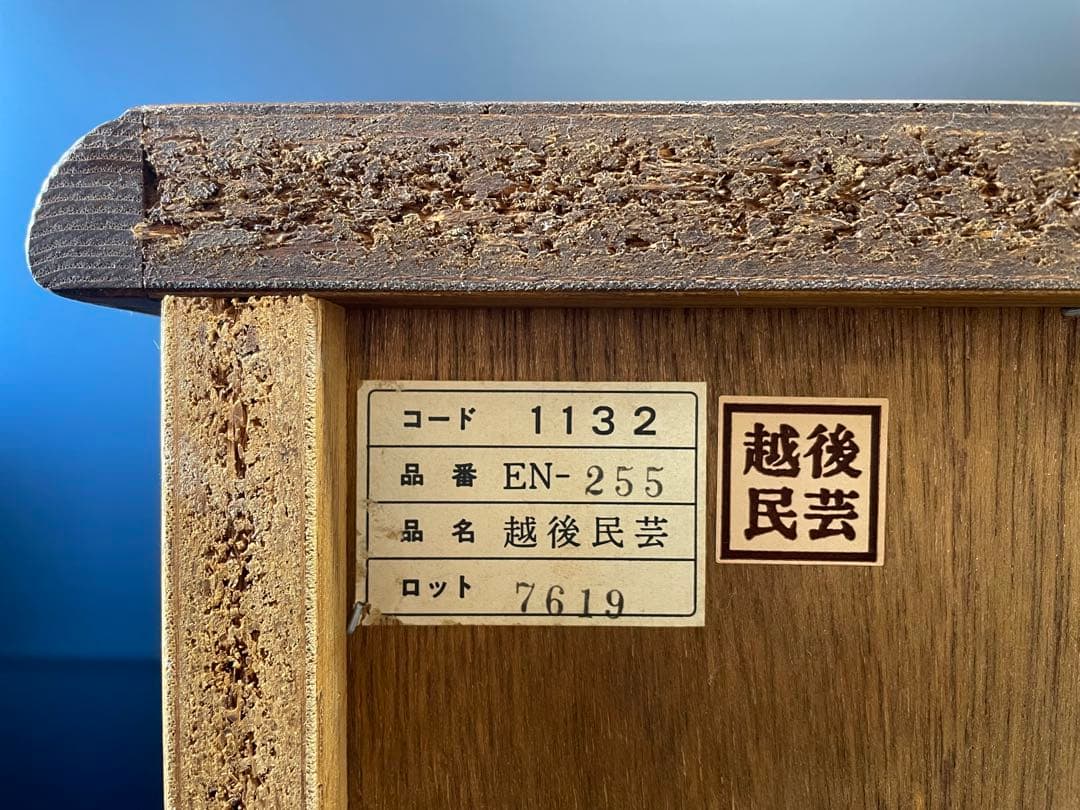 コード 1132
品番 EN-255
品名 越後民芸
ロット 7619
越後
民芸